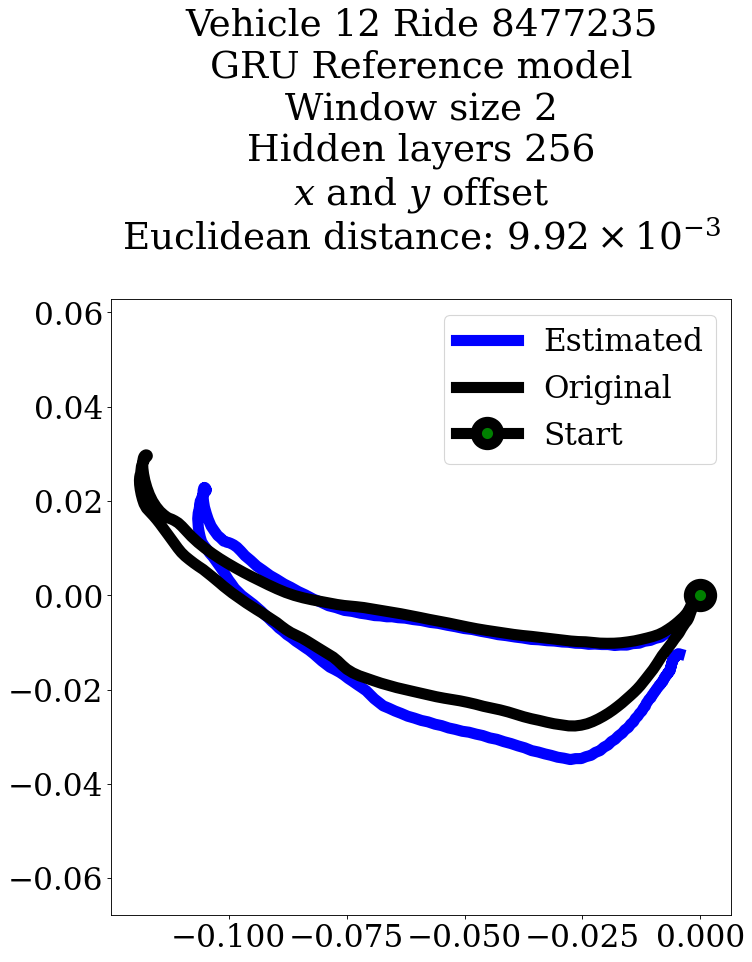 Vehicle 12 Ride 8477235
GRU Reference model
Window size 2
Hidden layers 256
x and y offset
Euclidean distance: 9.92 × 10⁻³
Estimated
Original
Start
0.06
0.04
0.02
0.00
−0.02
−0.04
−0.06
−0.100 −0.075 −0.050 −0.025 0.000